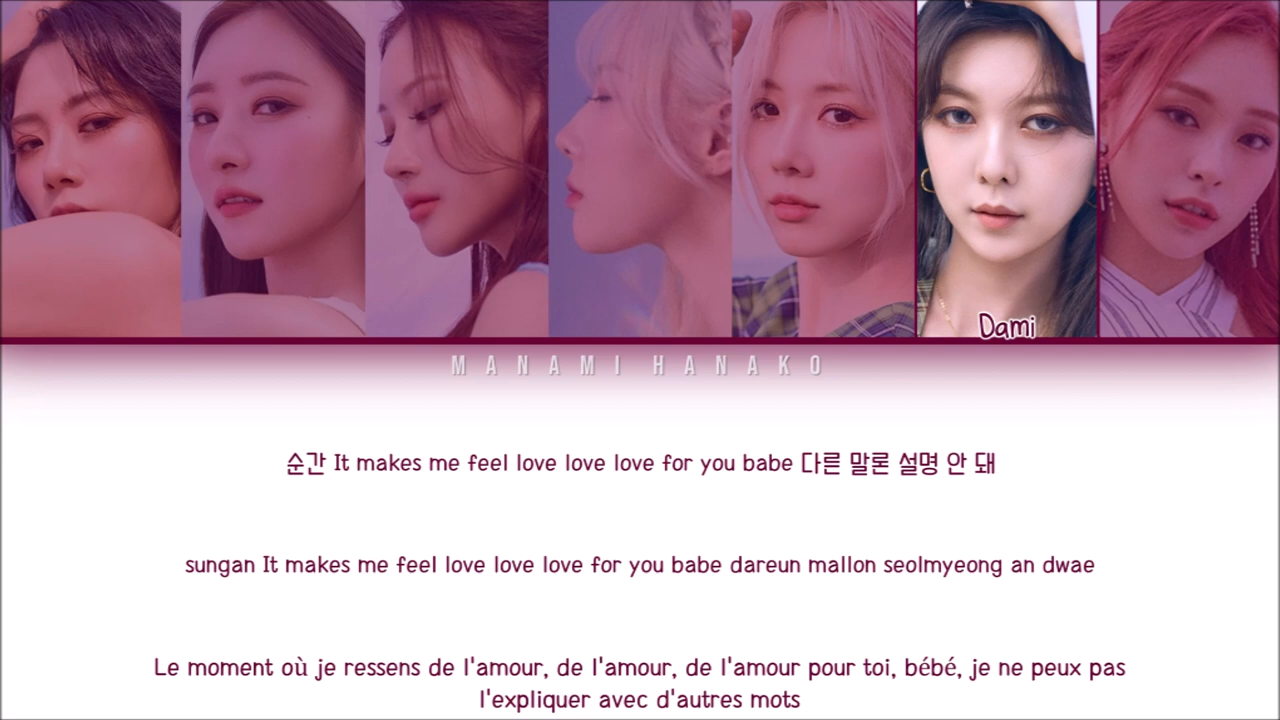 Dami
MANAMI HANAKO
순간 It makes me feel love love love for you babe 다른 말론 설명 안 돼
sungan It makes me feel love love love for you babe dareun mallon seolmyeong an dwae
Le moment où je ressens de l'amour, de l'amour, de l'amour pour toi, bébé, je ne peux pas
l'expliquer avec d'autres mots